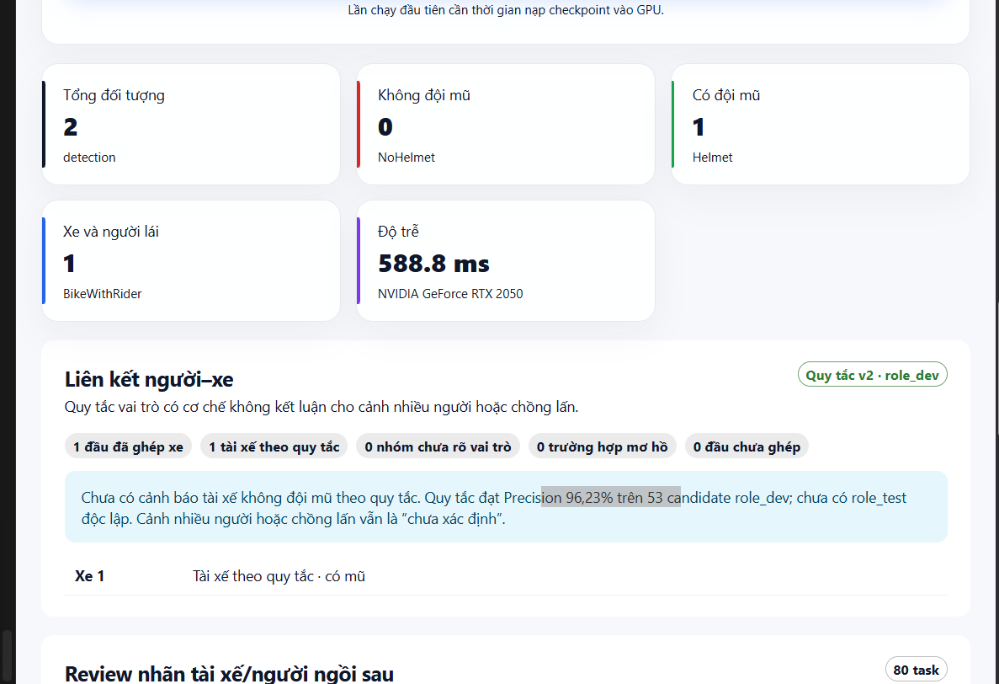 Lần chạy đầu tiên cần thời gian nạp checkpoint vào GPU.
Tổng đối tượng
2
detection
Không đội mũ
0
NoHelmet
Có đội mũ
1
Helmet
Xe và người lái
1
BikeWithRider
Độ trễ
588.8 ms
NVIDIA GeForce RTX 2050
Liên kết người–xe
Quy tắc v2 · role_dev
Quy tắc vai trò có cơ chế không kết luận cho cảnh nhiều người hoặc chồng lấn.
1 đầu đã ghép xe
1 tài xế theo quy tắc
0 nhóm chưa rõ vai trò
0 trường hợp mơ hồ
0 đầu chưa ghép
Chưa có cảnh báo tài xế không đội mũ theo quy tắc. Quy tắc đạt Precision 96,23% trên 53 candidate role_dev; chưa có role_test
độc lập. Cảnh nhiều người hoặc chồng lấn vẫn là “chưa xác định”.
Xe 1
Tài xế theo quy tắc · có mũ
Review nhãn tài xế/người ngồi sau
80 task